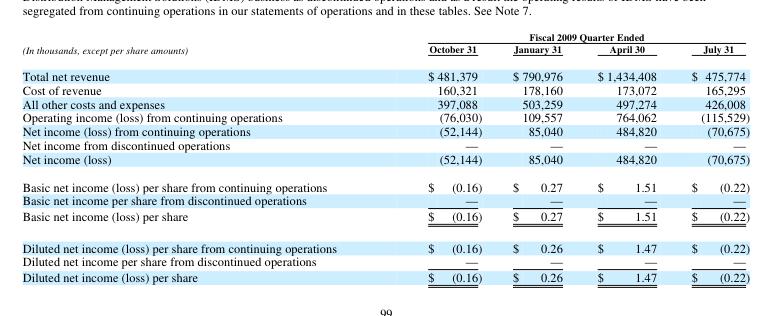 segregated from continuing operations in our statements of operations and in these tables. See Note 7.
Fiscal 2009 Quarter Ended
(In thousands, except per share amounts) October 31 January 31 April 30 July 31
Total net revenue $ 481,379 $ 790,976 $ 1,434,408 $ 475,774
Cost of revenue 160,321 178,160 173,072 165,295
All other costs and expenses 397,088 503,259 497,274 426,008
Operating income (loss) from continuing operations (76,030) 109,557 764,062 (115,529)
Net income (loss) from continuing operations (52,144) 85,040 484,820 (70,675)
Net income from discontinued operations — — — —
Net income (loss) (52,144) 85,040 484,820 (70,675)
Basic net income (loss) per share from continuing operations $ (0.16) $ 0.27 $ 1.51 $ (0.22)
Basic net income per share from discontinued operations — — — —
Basic net income (loss) per share $ (0.16) $ 0.27 $ 1.51 $ (0.22)
Diluted net income (loss) per share from continuing operations $ (0.16) $ 0.26 $ 1.47 $ (0.22)
Diluted net income per share from discontinued operations — — — —
Diluted net income (loss) per share $ (0.16) $ 0.26 $ 1.47 $ (0.22)